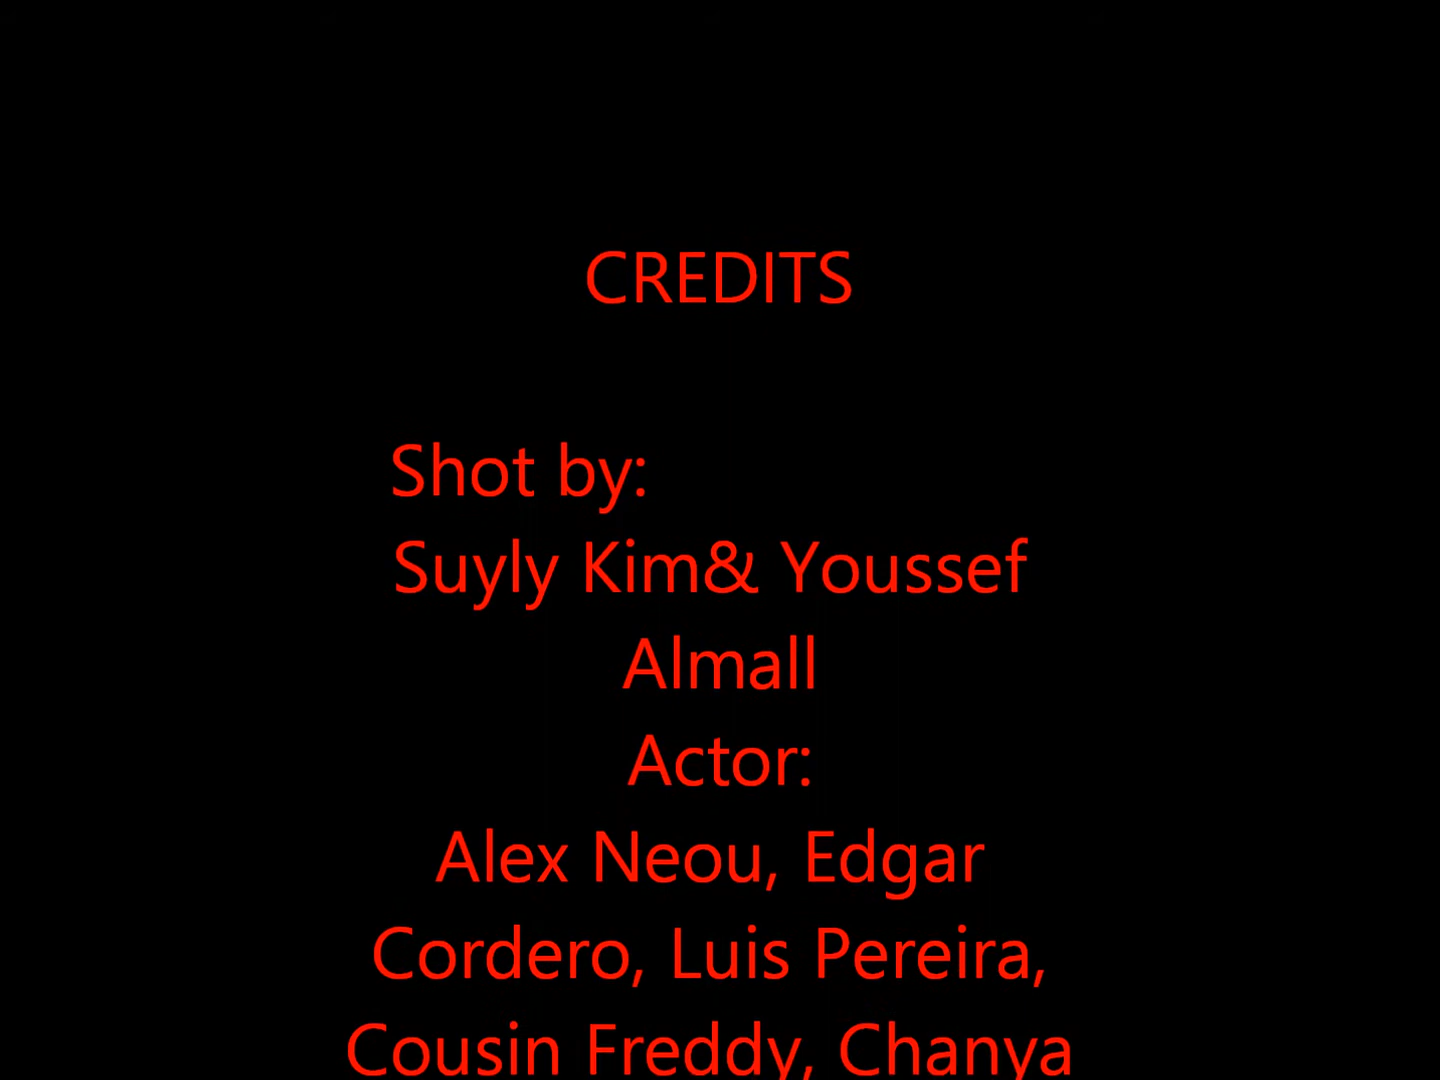 CREDITS
Shot by:
Suyly Kim& Youssef
Almall
Actor:
Alex Neou, Edgar
Cordero, Luis Pereira,
Cousin Freddy, Chanya